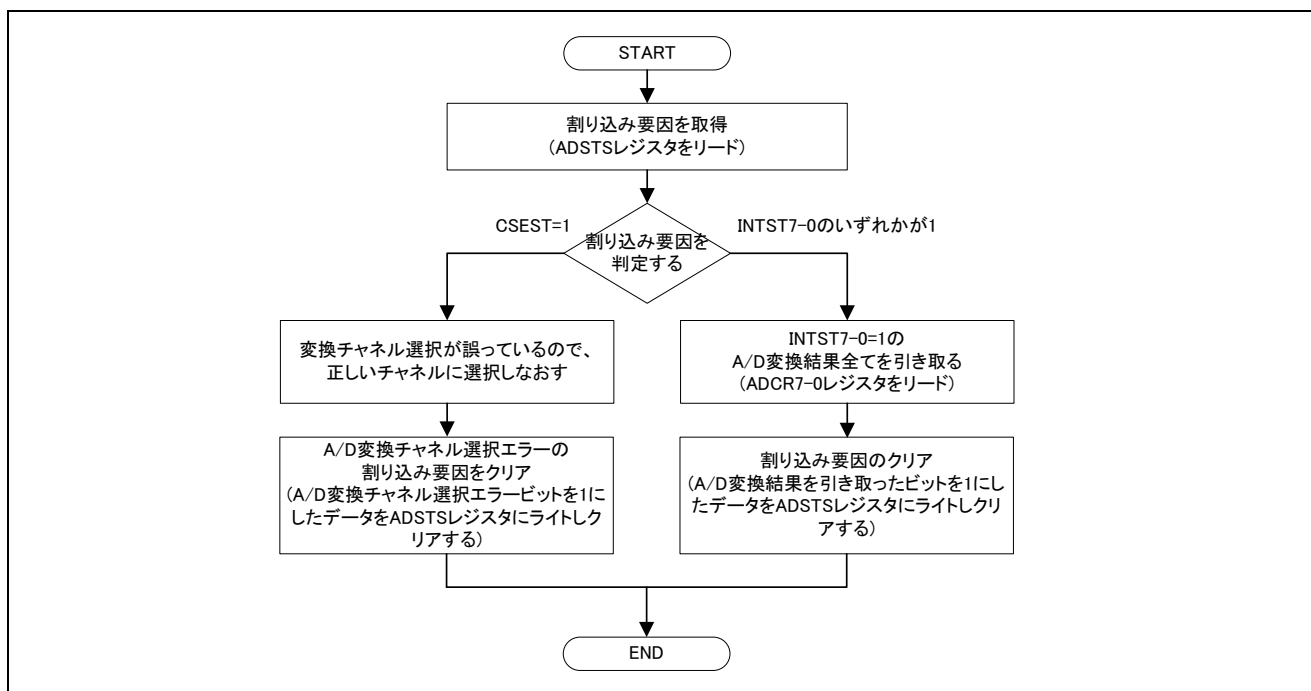 START
割り込み要因を取得
(ADSTSレジスタをリード)
CSEST=1
INTST7-0のいずれかが1
割り込み要因を
判定する
変換チャネル選択が誤っているので、
正しいチャネルに選択しなおす
INTST7-0=1の
A/D変換結果全てを引き取る
(ADCR7-0レジスタをリード)
A/D変換チャネル選択エラーの
割り込み要因をクリア
(A/D変換チャネル選択エラービットを1に
したデータをADSTSレジスタにライトしク
リアする)
割り込み要因のクリア
(A/D変換結果を引き取ったビットを1にし
たデータをADSTSレジスタにライトしクリ
アする)
END